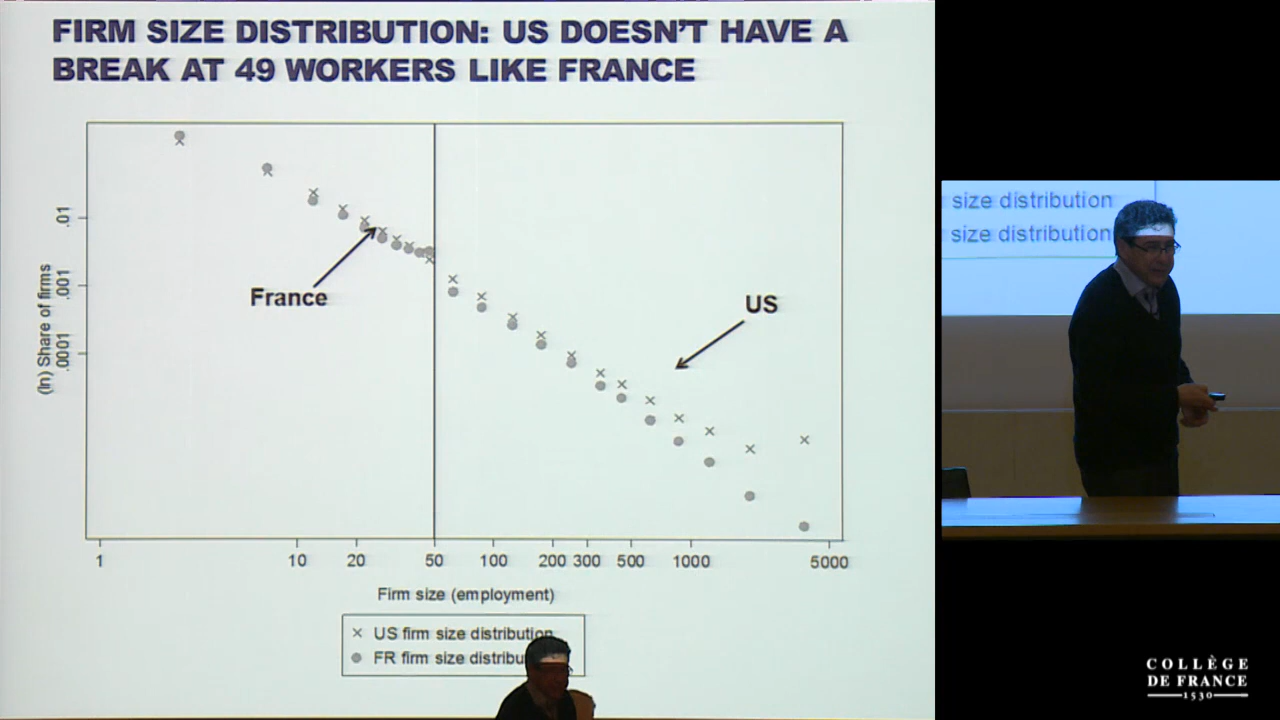 FIRM SIZE DISTRIBUTION: US DOESN'T HAVE A
BREAK AT 49 WORKERS LIKE FRANCE
(ln) Share of firms
.01
.001
.0001
France
US
1
10
20
50
100
200
300
500
1000
5000
Firm size (employment)
US firm size distribution
FR firm size distribu
size distribution
size distribution
COLLÈGE
DE FRANCE
1530